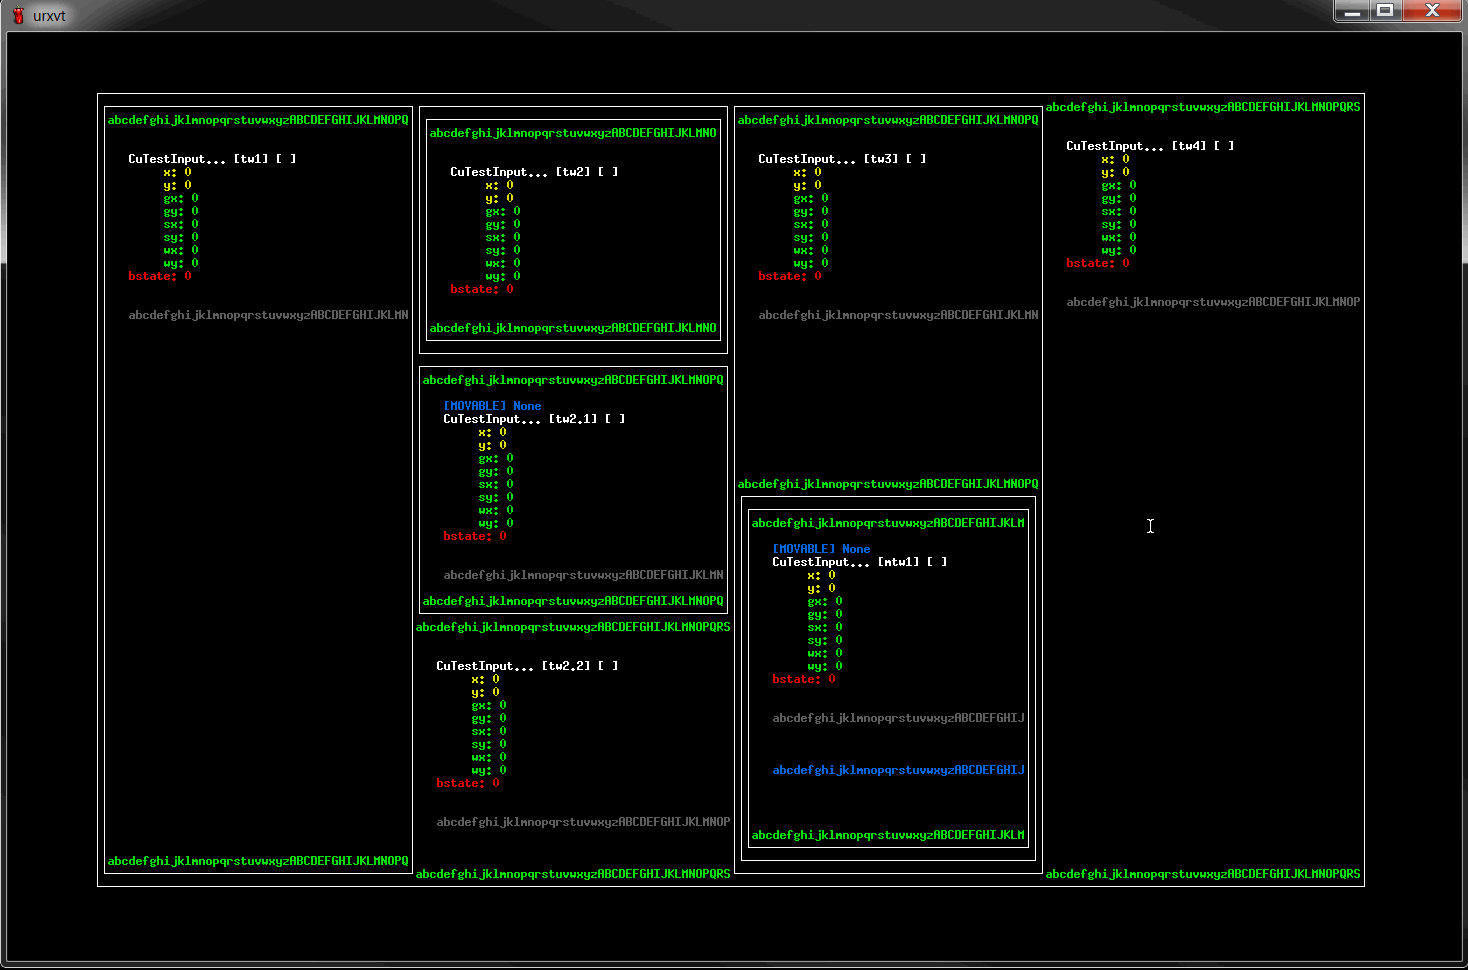 urxvt
abcdefghijklmnopqrstuvwxyzABCDEFGHIJKLMNOPQ
CuTestInput... [tw1] [ ]
x: 0
y: 0
gx: 0
gy: 0
sx: 0
sy: 0
wx: 0
wy: 0
bstate: 0
abcdefghijklmnopqrstuvwxyzABCDEFGHIJKLMN
abcdefghijklmnopqrstuvwxyzABCDEFGHIJKLMNOPQ
abcdefghijklmnopqrstuvwxyzABCDEFGHIJKLMNO
CuTestInput... [tw2] [ ]
x: 0
y: 0
gx: 0
gy: 0
sx: 0
sy: 0
wx: 0
wy: 0
bstate: 0
abcdefghijklmnopqrstuvwxyzABCDEFGHIJKLMNO
abcdefghijklmnopqrstuvwxyzABCDEFGHIJKLMNOPQ
[MOVABLE] None
CuTestInput... [tw2.1] [ ]
x: 0
y: 0
gx: 0
gy: 0
sx: 0
sy: 0
wx: 0
wy: 0
bstate: 0
abcdefghijklmnopqrstuvwxyzABCDEFGHIJKLMN
abcdefghijklmnopqrstuvwxyzABCDEFGHIJKLMNOPQ
abcdefghijklmnopqrstuvwxyzABCDEFGHIJKLMNOPQRS
CuTestInput... [tw2.2] [ ]
x: 0
y: 0
gx: 0
gy: 0
sx: 0
sy: 0
wx: 0
wy: 0
bstate: 0
abcdefghijklmnopqrstuvwxyzABCDEFGHIJKLMNOP
abcdefghijklmnopqrstuvwxyzABCDEFGHIJKLMNOPQRS
abcdefghijklmnopqrstuvwxyzABCDEFGHIJKLMNOPQ
CuTestInput... [tw3] [ ]
x: 0
y: 0
gx: 0
gy: 0
sx: 0
sy: 0
wx: 0
wy: 0
bstate: 0
abcdefghijklmnopqrstuvwxyzABCDEFGHIJKLMN
abcdefghijklmnopqrstuvwxyzABCDEFGHIJKLMNOPQ
abcdefghijklmnopqrstuvwxyzABCDEFGHIJKLM
[MOVABLE] None
CuTestInput... [mtw1] [ ]
x: 0
y: 0
gx: 0
gy: 0
sx: 0
sy: 0
wx: 0
wy: 0
bstate: 0
abcdefghijklmnopqrstuvwxyzABCDEFGHIJ
abcdefghijklmnopqrstuvwxyzABCDEFGHIJ
abcdefghijklmnopqrstuvwxyzABCDEFGHIJKLM
abcdefghijklmnopqrstuvwxyzABCDEFGHIJKLMNOPQRS
CuTestInput... [tw4] [ ]
x: 0
y: 0
gx: 0
gy: 0
sx: 0
sy: 0
wx: 0
wy: 0
bstate: 0
abcdefghijklmnopqrstuvwxyzABCDEFGHIJKLMNOP
abcdefghijklmnopqrstuvwxyzABCDEFGHIJKLMNOPQRS